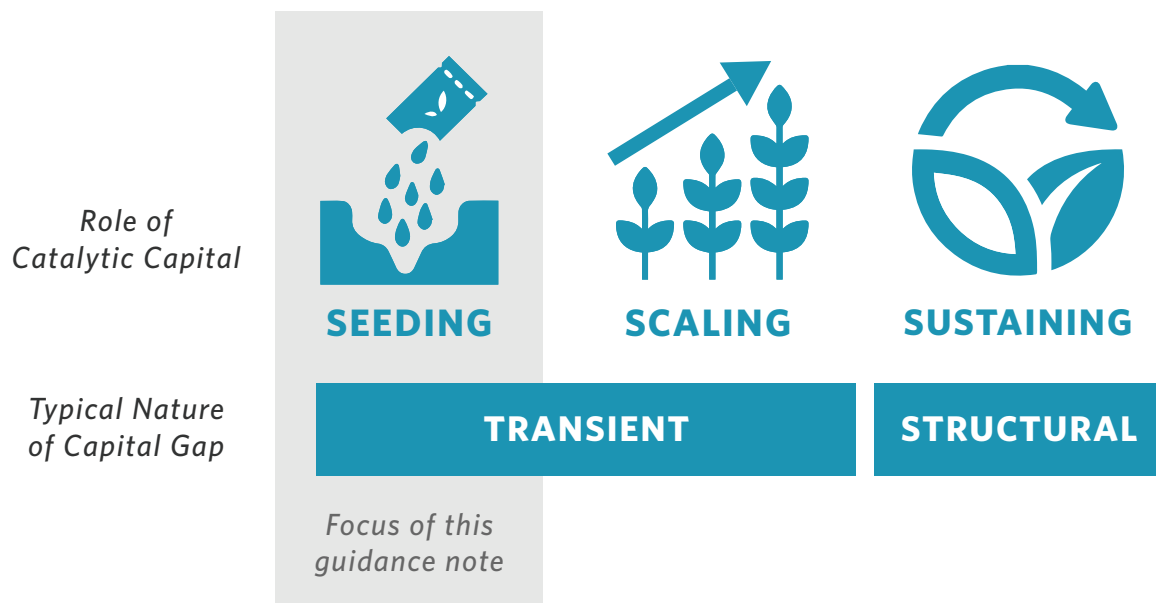 Role of
Catalytic Capital
SEEDING
SCALING
SUSTAINING
Typical Nature
of Capital Gap
TRANSIENT
STRUCTURAL
Focus of this
guidance note